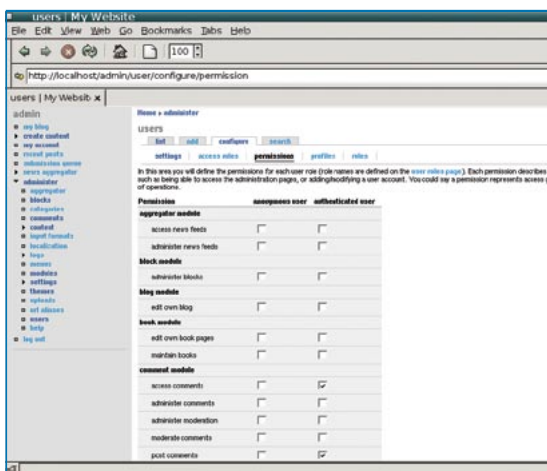 users | My Website
File Edit View Web Go Bookmarks Tabs Help
100
http://localhost/admin/user/configure/permission
users | My Websit x
admin
my blog
create content
my account
recent posts
submission queue
news aggregator
administer
aggregator
blocks
categories
comments
content
input formats
localization
logs
menus
modules
settings
themes
uploads
url aliases
users
help
log out
Home » administer
users
list add configure search
settings access rules permissions profiles roles
In this area you will define the permissions for each user role (role names are defined on the user roles page). Each permission describes
such as being able to access the administration pages, or adding/modifying a user account. You could say a permission represents access
of operations.
Permission anonymous user authenticated user
aggregator module
access news feeds
administer news feeds
block module
administer blocks
blog module
edit own blog
book module
edit own book pages
maintain books
comment module
access comments
administer comments
administer moderation
moderate comments
post comments